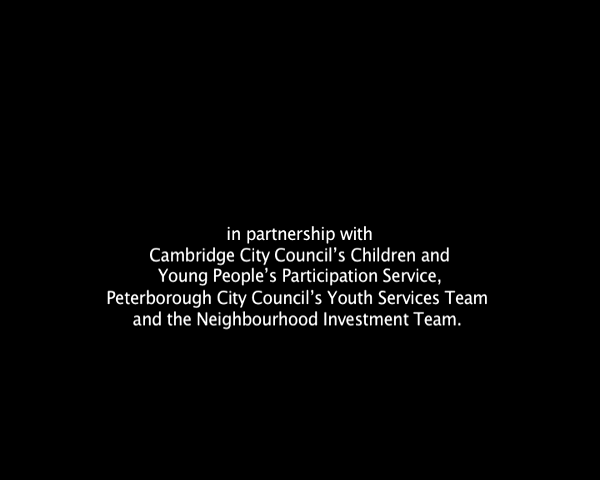 in partnership with
Cambridge City Council's Children and
Young People's Participation Service,
Peterborough City Council's Youth Services Team
and the Neighbourhood Investment Team.